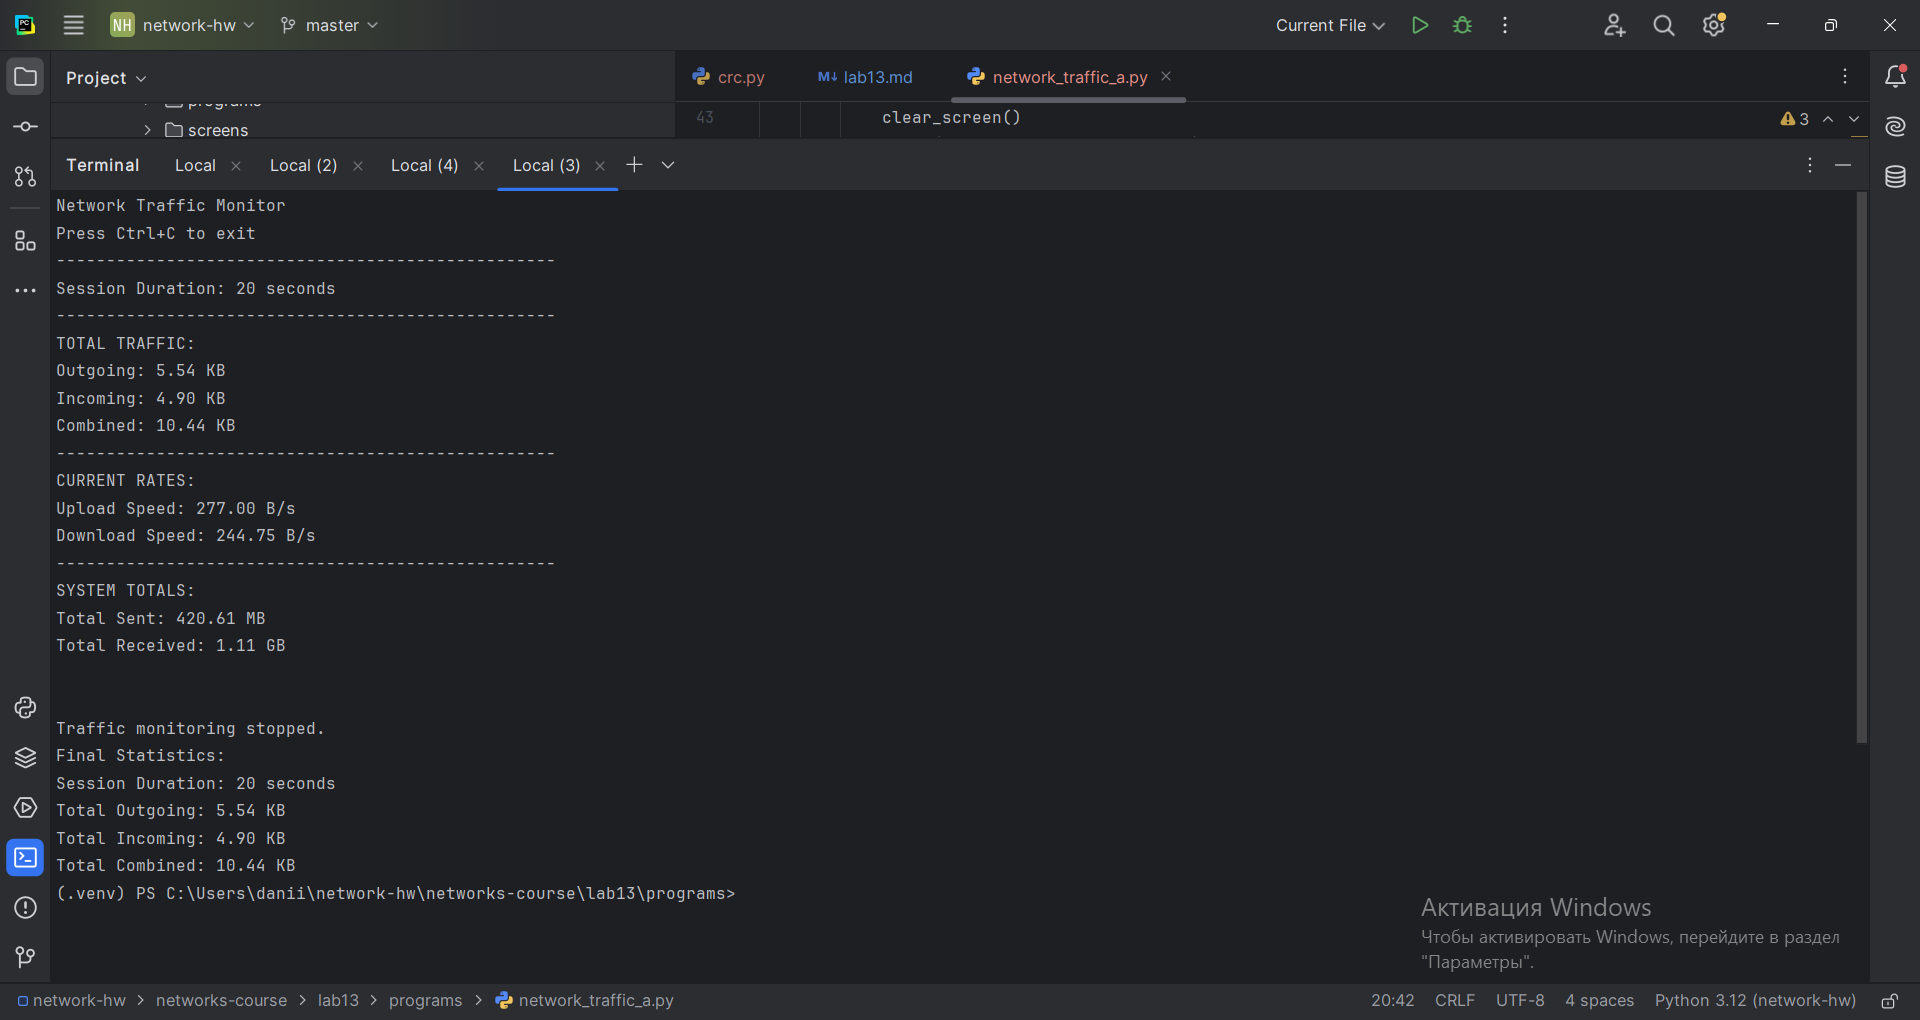 NH network-hw master Current File
Project crc.py lab13.md network_traffic_a.py
programs
screens 43 clear_screen() 3
Terminal Local Local (2) Local (4) Local (3)
Network Traffic Monitor
Press Ctrl+C to exit
--------------------------------------------------
Session Duration: 20 seconds
--------------------------------------------------
TOTAL TRAFFIC:
Outgoing: 5.54 KB
Incoming: 4.90 KB
Combined: 10.44 KB
--------------------------------------------------
CURRENT RATES:
Upload Speed: 277.00 B/s
Download Speed: 244.75 B/s
--------------------------------------------------
SYSTEM TOTALS:
Total Sent: 420.61 MB
Total Received: 1.11 GB
Traffic monitoring stopped.
Final Statistics:
Session Duration: 20 seconds
Total Outgoing: 5.54 KB
Total Incoming: 4.90 KB
Total Combined: 10.44 KB
(.venv) PS C:\Users\danii\network-hw\networks-course\lab13\programs>
Активация Windows
Чтобы активировать Windows, перейдите в раздел
"Параметры".
network-hw > networks-course > lab13 > programs > network_traffic_a.py 20:42 CRLF UTF-8 4 spaces Python 3.12 (network-hw)